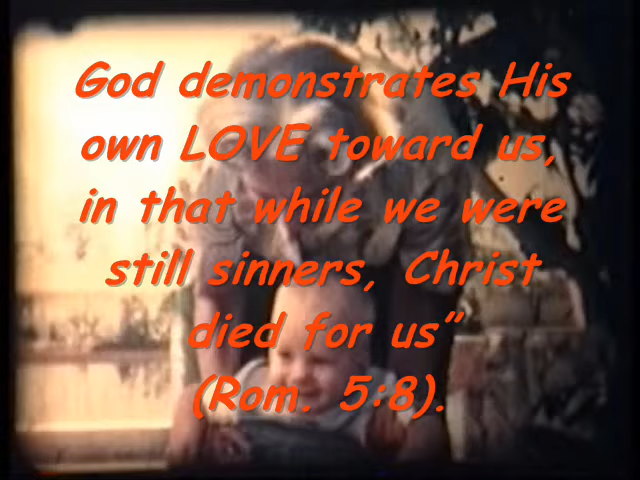 God demonstrates His
own LOVE toward us,
in that while we were
still sinners, Christ
died for us”
(Rom. 5:8).